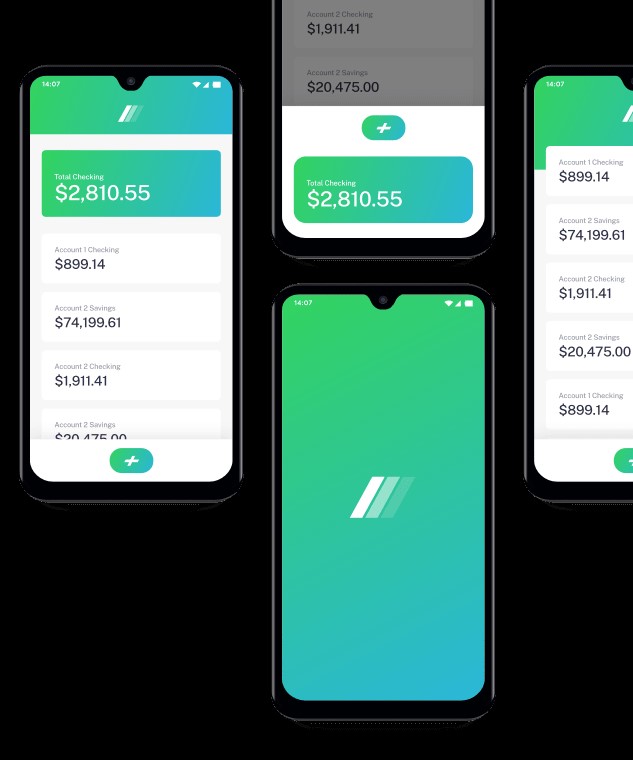 14:07
Total Checking
$2,810.55
Account 1 Checking
$899.14
Account 2 Savings
$74,199.61
Account 2 Checking
$1,911.41
Account 2 Savings
$20,475.00
Account 2 Checking
$1,911.41
Account 2 Savings
$20,475.00
Total Checking
$2,810.55
14:07
14:07
Account 1 Checking
$899.14
Account 2 Savings
$74,199.61
Account 2 Checking
$1,911.41
Account 2 Savings
$20,475.00
Account 1 Checking
$899.14